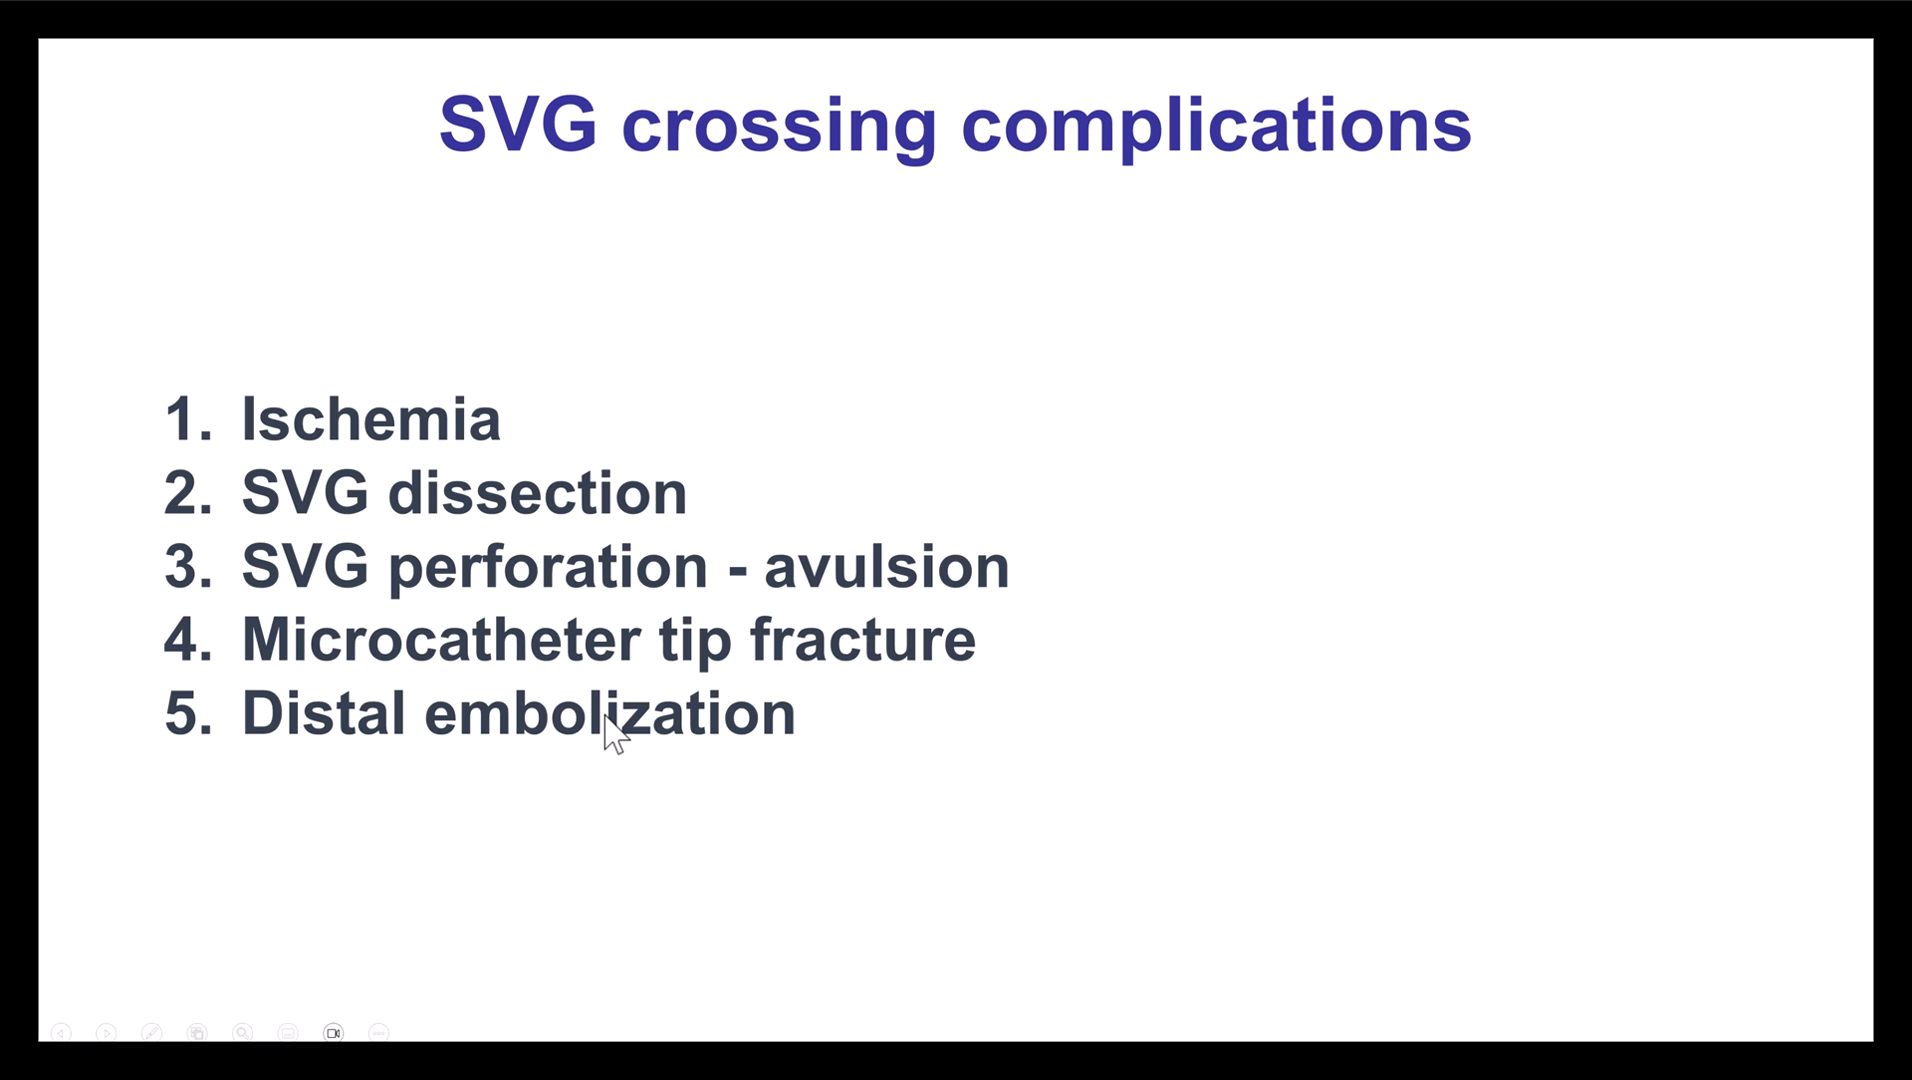 SVG crossing complications
1. Ischemia
2. SVG dissection
3. SVG perforation - avulsion
4. Microcatheter tip fracture
5. Distal embolization